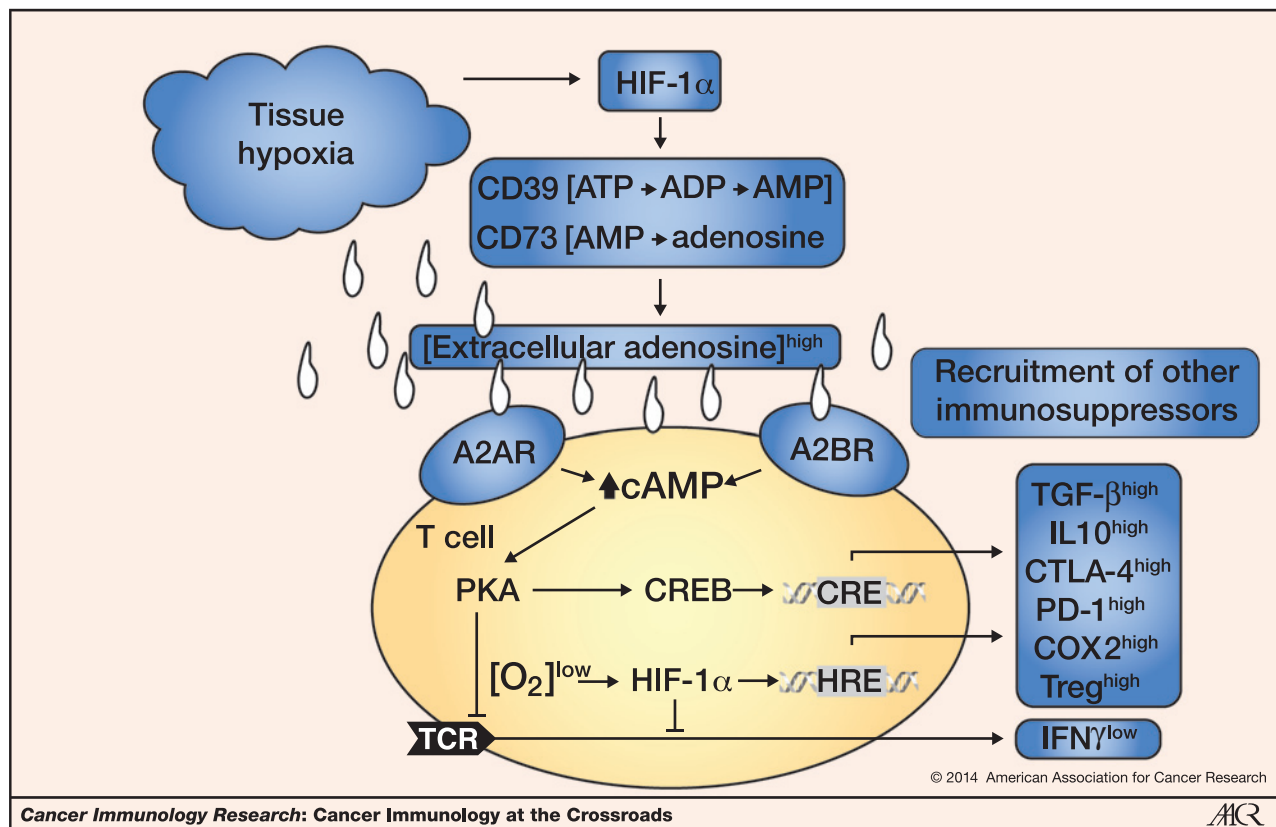 Tissue
hypoxia
HIF-1α
CD39 [ATP → ADP → AMP]
CD73 [AMP → adenosine
[Extracellular adenosine]high
Recruitment of other
immunosuppressors
A2AR
A2BR
cAMP
T cell
PKA
CREB
CRE
[O2]low
HIF-1α
HRE
TCR
TGF-βhigh
IL10high
CTLA-4high
PD-1high
COX2high
Treghigh
IFNγlow
© 2014 American Association for Cancer Research
Cancer Immunology Research: Cancer Immunology at the Crossroads
AACR